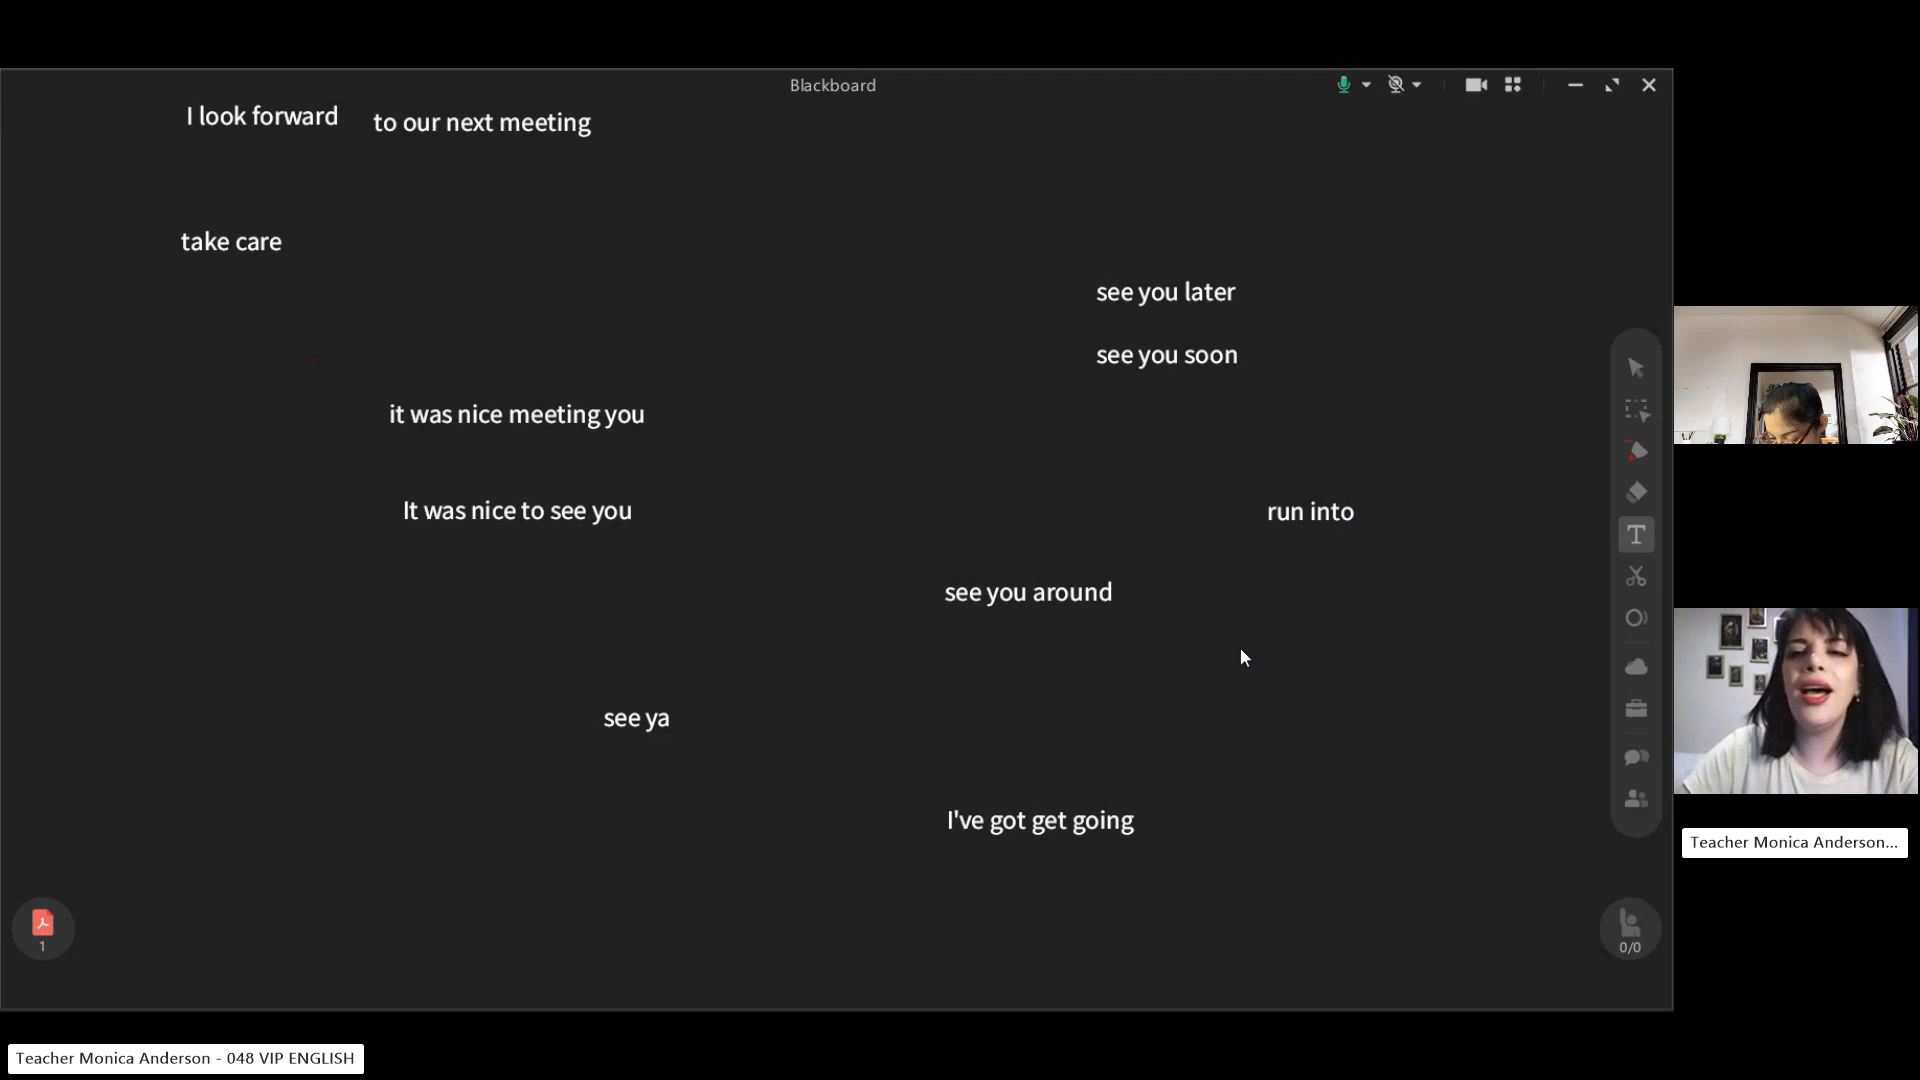 Blackboard
I look forward to our next meeting
take care
see you later
see you soon
it was nice meeting you
It was nice to see you
run into
see you around
see ya
I've got get going
1
0/0
Teacher Monica Anderson...
Teacher Monica Anderson - 048 VIP ENGLISH